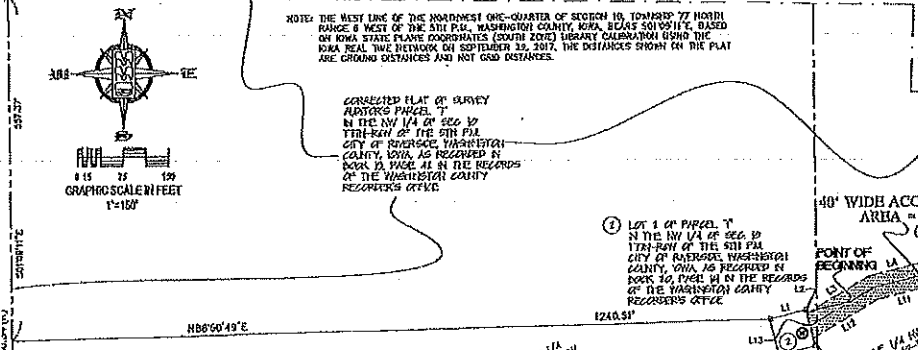 NOTE: THE WEST LINE OF THE NORTHWEST ONE-QUARTER OF SECTION 10, TOWNSHIP 77 NORTH
RANGE 6 WEST OF THE 5TH P.M., WASHINGTON COUNTY, IOWA, BEARS S01°09'11"E, BASED
ON IOWA STATE PLANE COORDINATES (SOUTH ZONE) LIBRARY CALIBRATION USING THE
IOWA REAL TIME NETWORK ON SEPTEMBER 19, 2017. THE DISTANCES SHOWN ON THE PLAT
ARE GROUND DISTANCES AND NOT GRID DISTANCES.
CORRECTED PLAT OF SURVEY
AUDITOR'S PARCEL "T"
IN THE NW 1/4 OF SEC 10
T77N-R6W OF THE 5TH P.M.
CITY OF RIVERSIDE, WASHINGTON
COUNTY, IOWA, AS RECORDED IN
BOOK PAGE IN THE RECORDS
OF THE WASHINGTON COUNTY
RECORDER'S OFFICE
GRAPHIC SCALE IN FEET
1"=150'
1 LOT 1 OF PARCEL "T"
IN THE NW 1/4 OF SEC. 10
T77N-R6W OF THE 5TH P.M.
CITY OF RIVERSIDE, WASHINGTON
COUNTY, IOWA, AS RECORDED IN
BOOK PAGE IN THE RECORDS
OF THE WASHINGTON COUNTY
RECORDER'S OFFICE
40' WIDE ACC
AREA
POINT OF
BEGINNING
L4
L3
L2
L1
L11
L12
L13
2
N88°50'49"E
1240.51'
S01°09'11"E
1/4